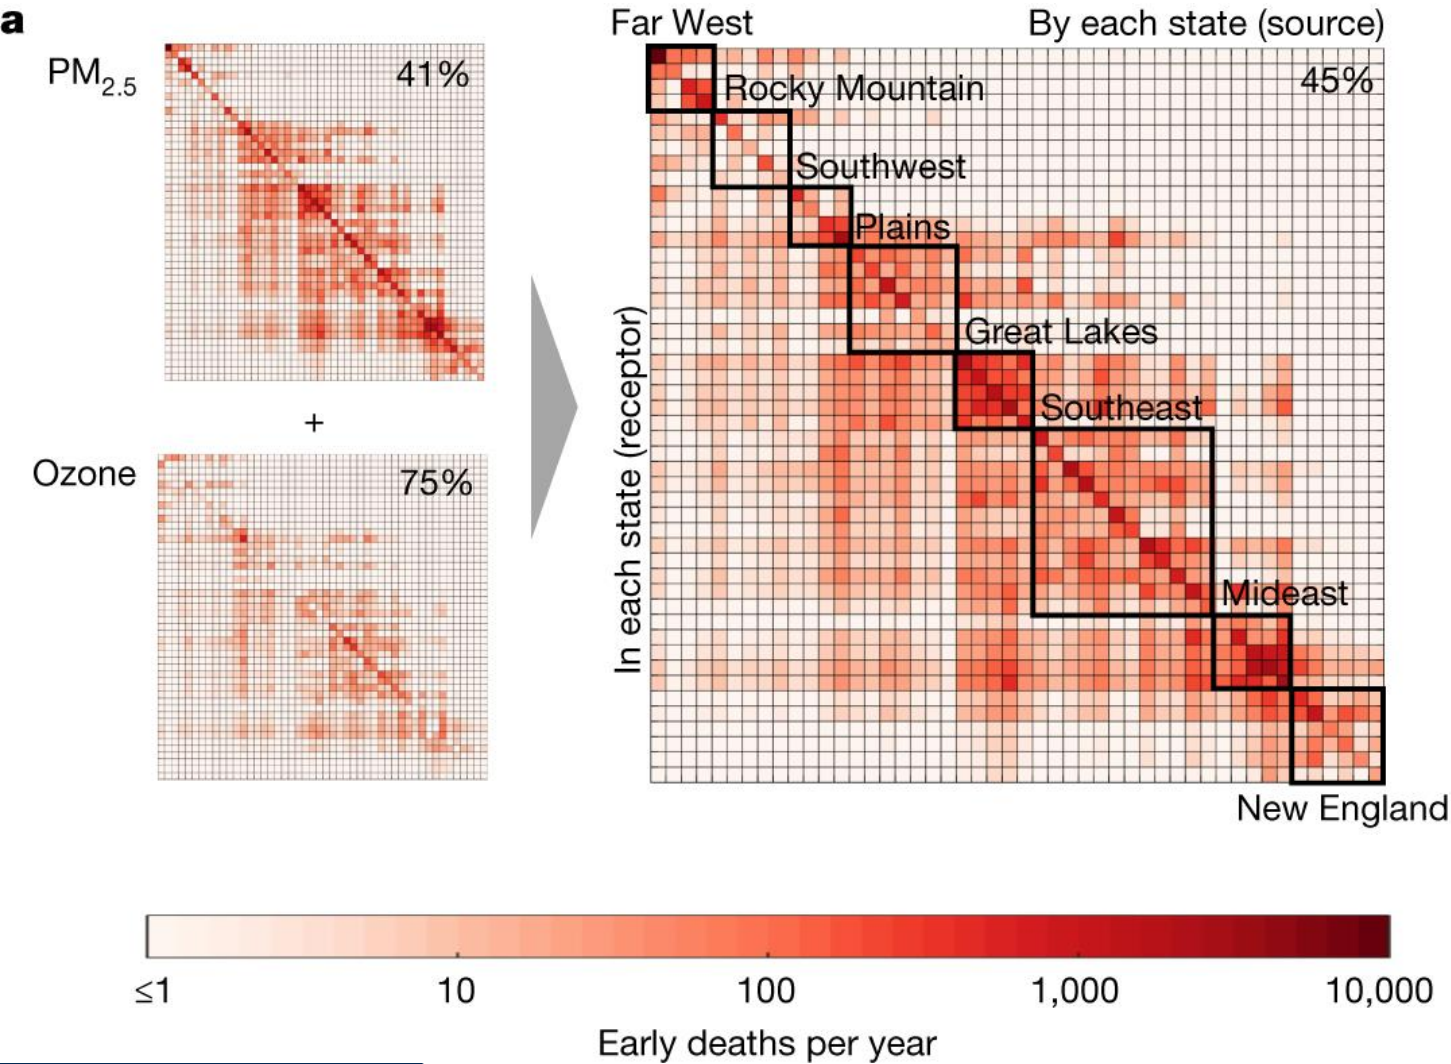 a
PM2.5
41%
+
Ozone
75%
Far West
By each state (source)
45%
Rocky Mountain
Southwest
Plains
Great Lakes
Southeast
Mideast
New England
In each state (receptor)
≤1 10 100 1,000 10,000
Early deaths per year